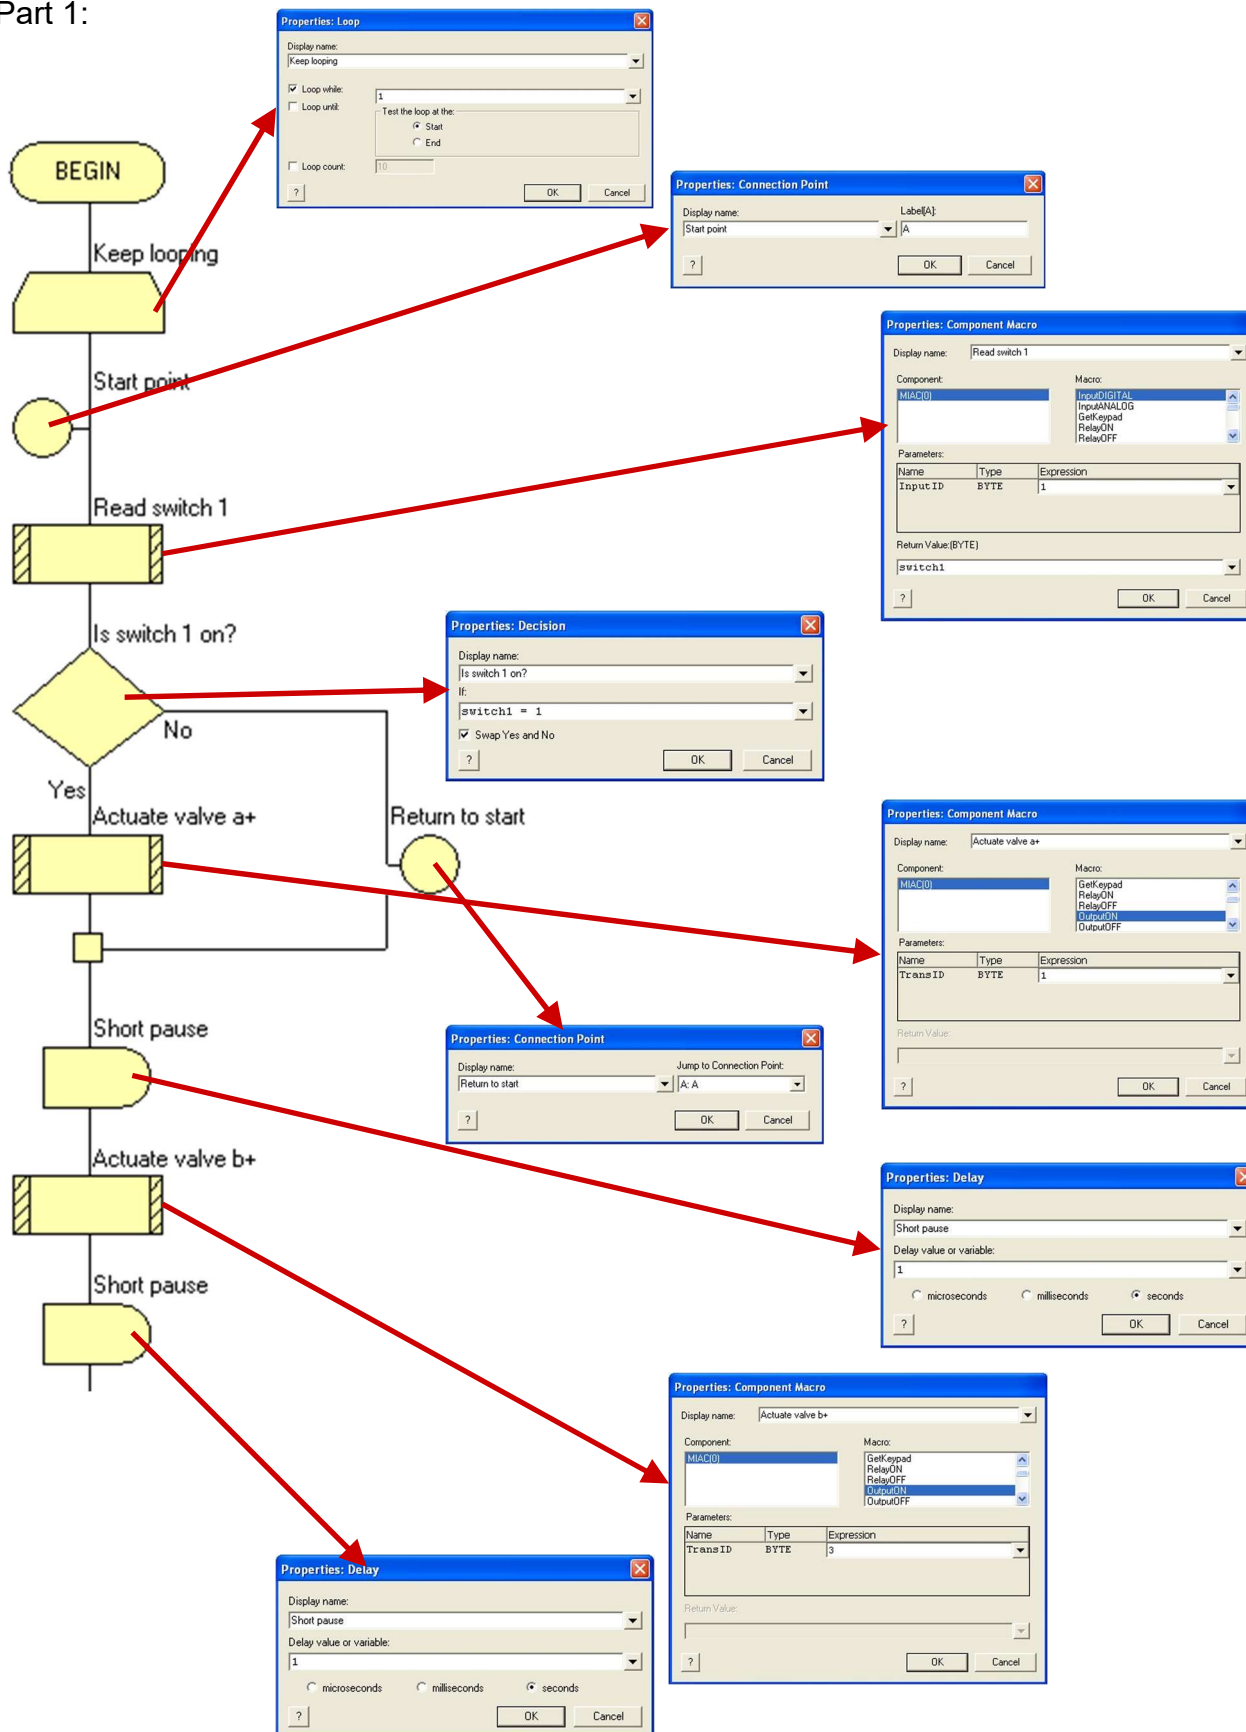 Part 1:
Properties: Loop
Display name:
Keep looping
Loop while:
1
Loop until:
Test the loop at the:
Start
End
Loop count:
10
?
OK
Cancel
BEGIN
Keep looping
Properties: Connection Point
Display name:
Label[A]:
Start point
A
?
OK
Cancel
Start point
Properties: Component Macro
Display name:
Read switch 1
Component:
Macro:
MIAC(0)
InputDIGITAL
InputANALOG
GetKeypad
RelayON
RelayOFF
Parameters:
Name Type Expression
InputID BYTE 1
Return Value:(BYTE)
switch1
?
OK
Cancel
Read switch 1
Is switch 1 on?
No
Yes
Properties: Decision
Display name:
Is switch 1 on?
If:
switch1 = 1
Swap Yes and No
?
OK
Cancel
Actuate valve a+
Return to start
Properties: Component Macro
Display name:
Actuate valve a+
Component:
Macro:
MIAC(0)
GetKeypad
RelayON
RelayOFF
OutputON
OutputOFF
Parameters:
Name Type Expression
TransID BYTE 1
Return Value:
?
OK
Cancel
Short pause
Properties: Connection Point
Display name:
Jump to Connection Point:
Return to start
A: A
?
OK
Cancel
Actuate valve b+
Properties: Delay
Display name:
Short pause
Delay value or variable:
1
microseconds
milliseconds
seconds
?
OK
Cancel
Short pause
Properties: Component Macro
Display name:
Actuate valve b+
Component:
Macro:
MIAC(0)
GetKeypad
RelayON
RelayOFF
OutputON
OutputOFF
Parameters:
Name Type Expression
TransID BYTE 3
Return Value:
?
OK
Cancel
Properties: Delay
Display name:
Short pause
Delay value or variable:
1
microseconds
milliseconds
seconds
?
OK
Cancel